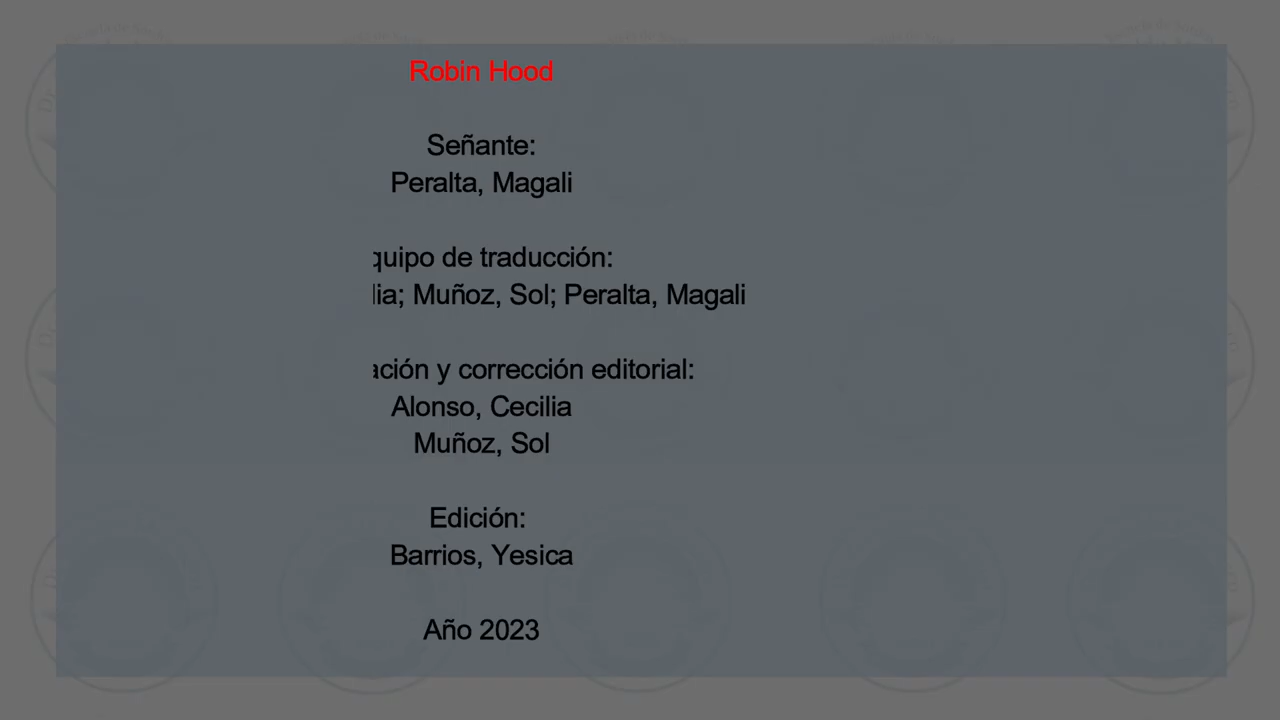 Robin Hood
Señante:
Peralta, Magali
quipo de traducción:
lia; Muñoz, Sol; Peralta, Magali
ación y corrección editorial:
Alonso, Cecilia
Muñoz, Sol
Edición:
Barrios, Yesica
Año 2023